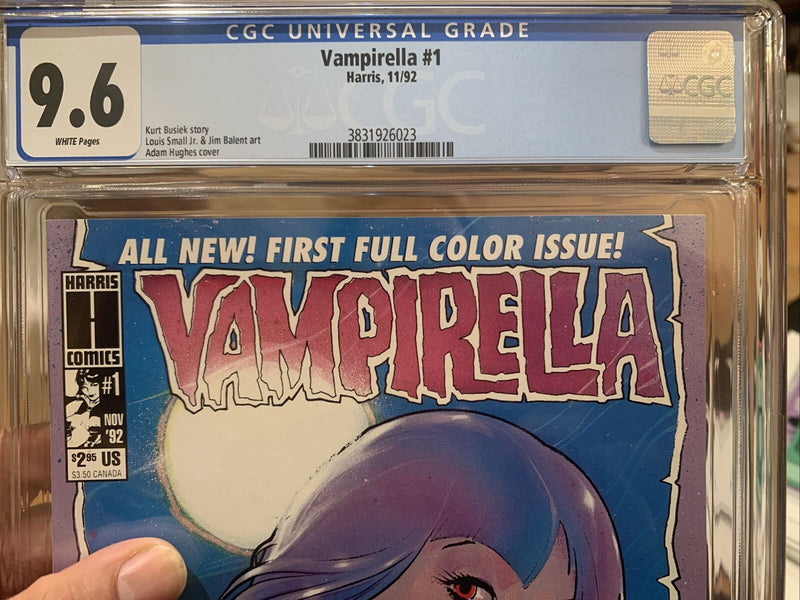 CGC UNIVERSAL GRADE
9.6
WHITE Pages
Vampirella #1
Harris, 11/92
Kurt Busiek story
Louis Small Jr. & Jim Balent art
Adam Hughes cover
3831926023
CGC
CGC
ALL NEW! FIRST FULL COLOR ISSUE!
HARRIS
H
COMICS
#1
NOV
'92
$2.95 US
$3.50 CANADA
VAMPIRELLA